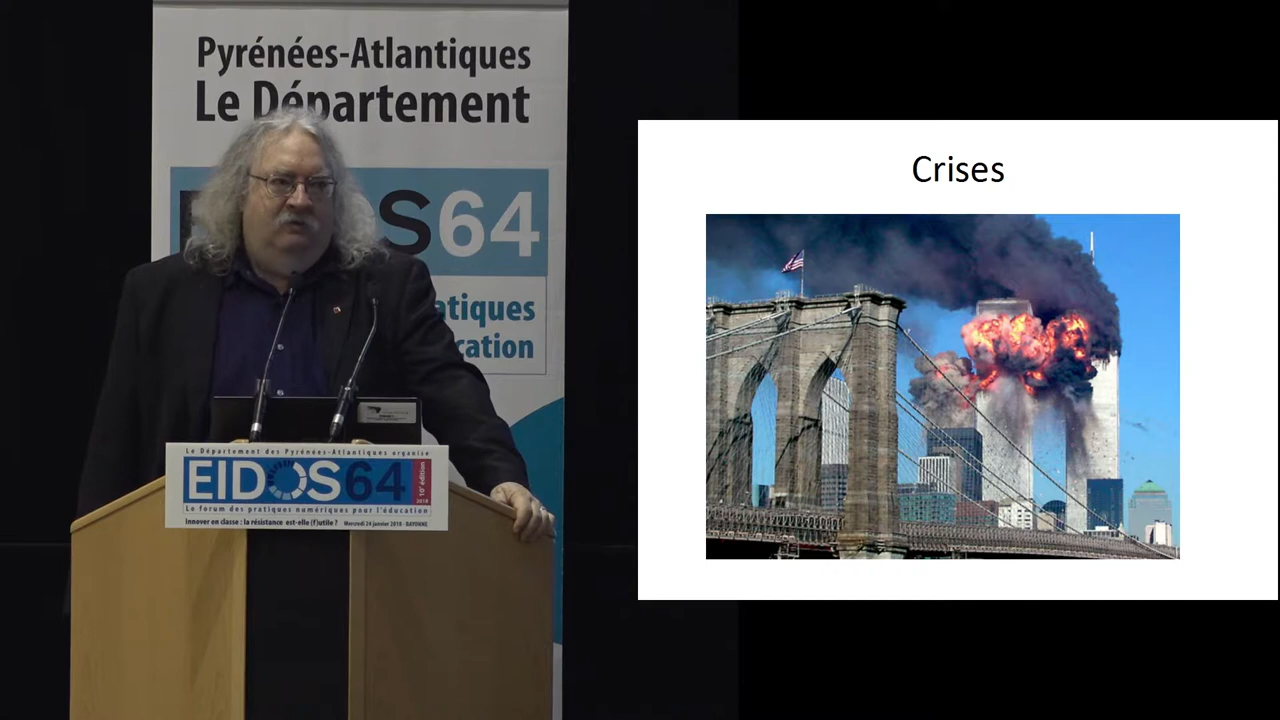 Pyrénées-Atlantiques
Le Département
S64
atiques
cation
Le Département des Pyrénées-Atlantiques organise
EIDOS64
10e édition
2018
Le forum des pratiques numériques pour l'éducation
Innover en classe : la résistance est-elle (f)utile ? Mercredi 24 janvier 2018 - BAYONNE
Crises